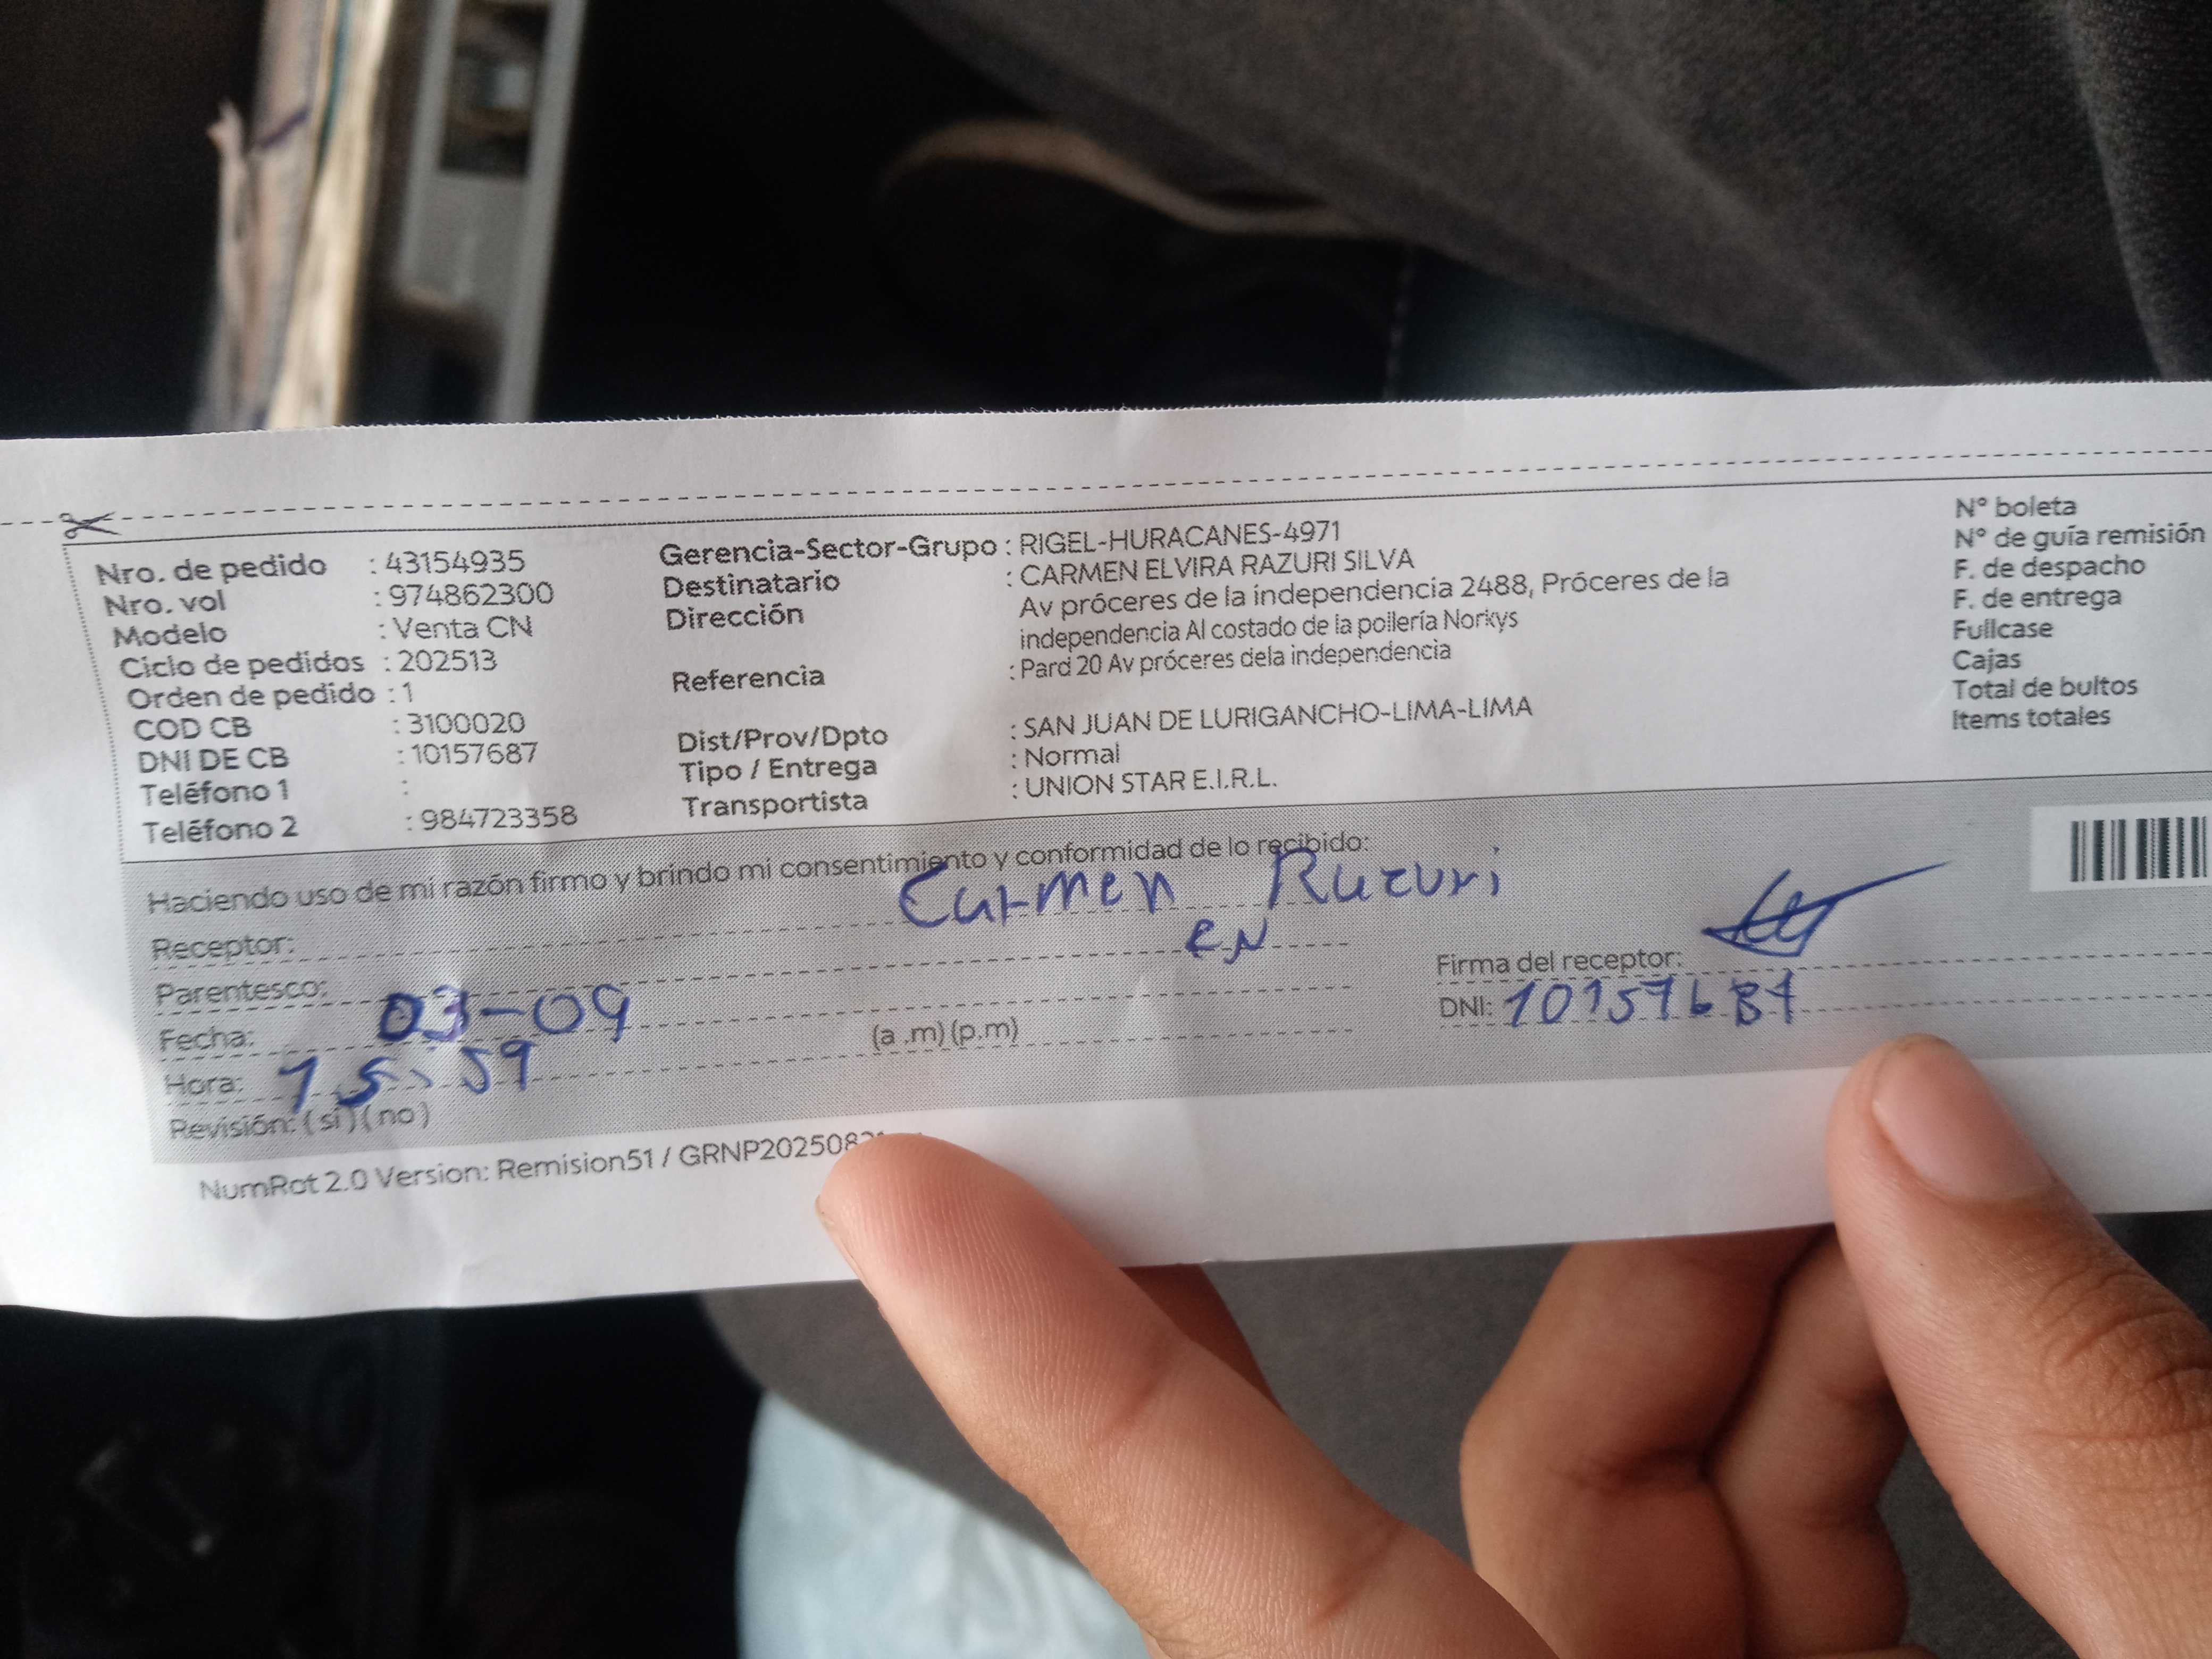 Nro. de pedido : 43154935
Nro. vol : 974862300
Modelo : Venta CN
Ciclo de pedidos : 202513
Orden de pedido : 1
COD CB : 3100020
DNI DE CB : 10157687
Teléfono 1 :
Teléfono 2 : 984723358
Gerencia-Sector-Grupo : RIGEL-HURACANES-4971
Destinatario : CARMEN ELVIRA RAZURI SILVA
Dirección Av próceres de la independencia 2488, Próceres de la
independencia Al costado de la pollería Norkys
Referencia : Pard 20 Av próceres dela independencia
Dist/Prov/Dpto : SAN JUAN DE LURIGANCHO-LIMA-LIMA
Tipo / Entrega : Normal
Transportista : UNION STAR E.I.R.L.
N° boleta
N° de guía remisión
F. de despacho
F. de entrega
Fullcase
Cajas
Total de bultos
Items totales
Haciendo uso de mi razón firmo y brindo mi consentimiento y conformidad de lo recibido:
Receptor: Carmen Razuri
Parentesco:
Fecha: 03-09
Hora: 15:59 (a .m) (p.m)
Revisión: ( si ) ( no )
Firma del receptor:
DNI: 10157687
NumRot 2.0 Version: Remision51 / GRNP202508